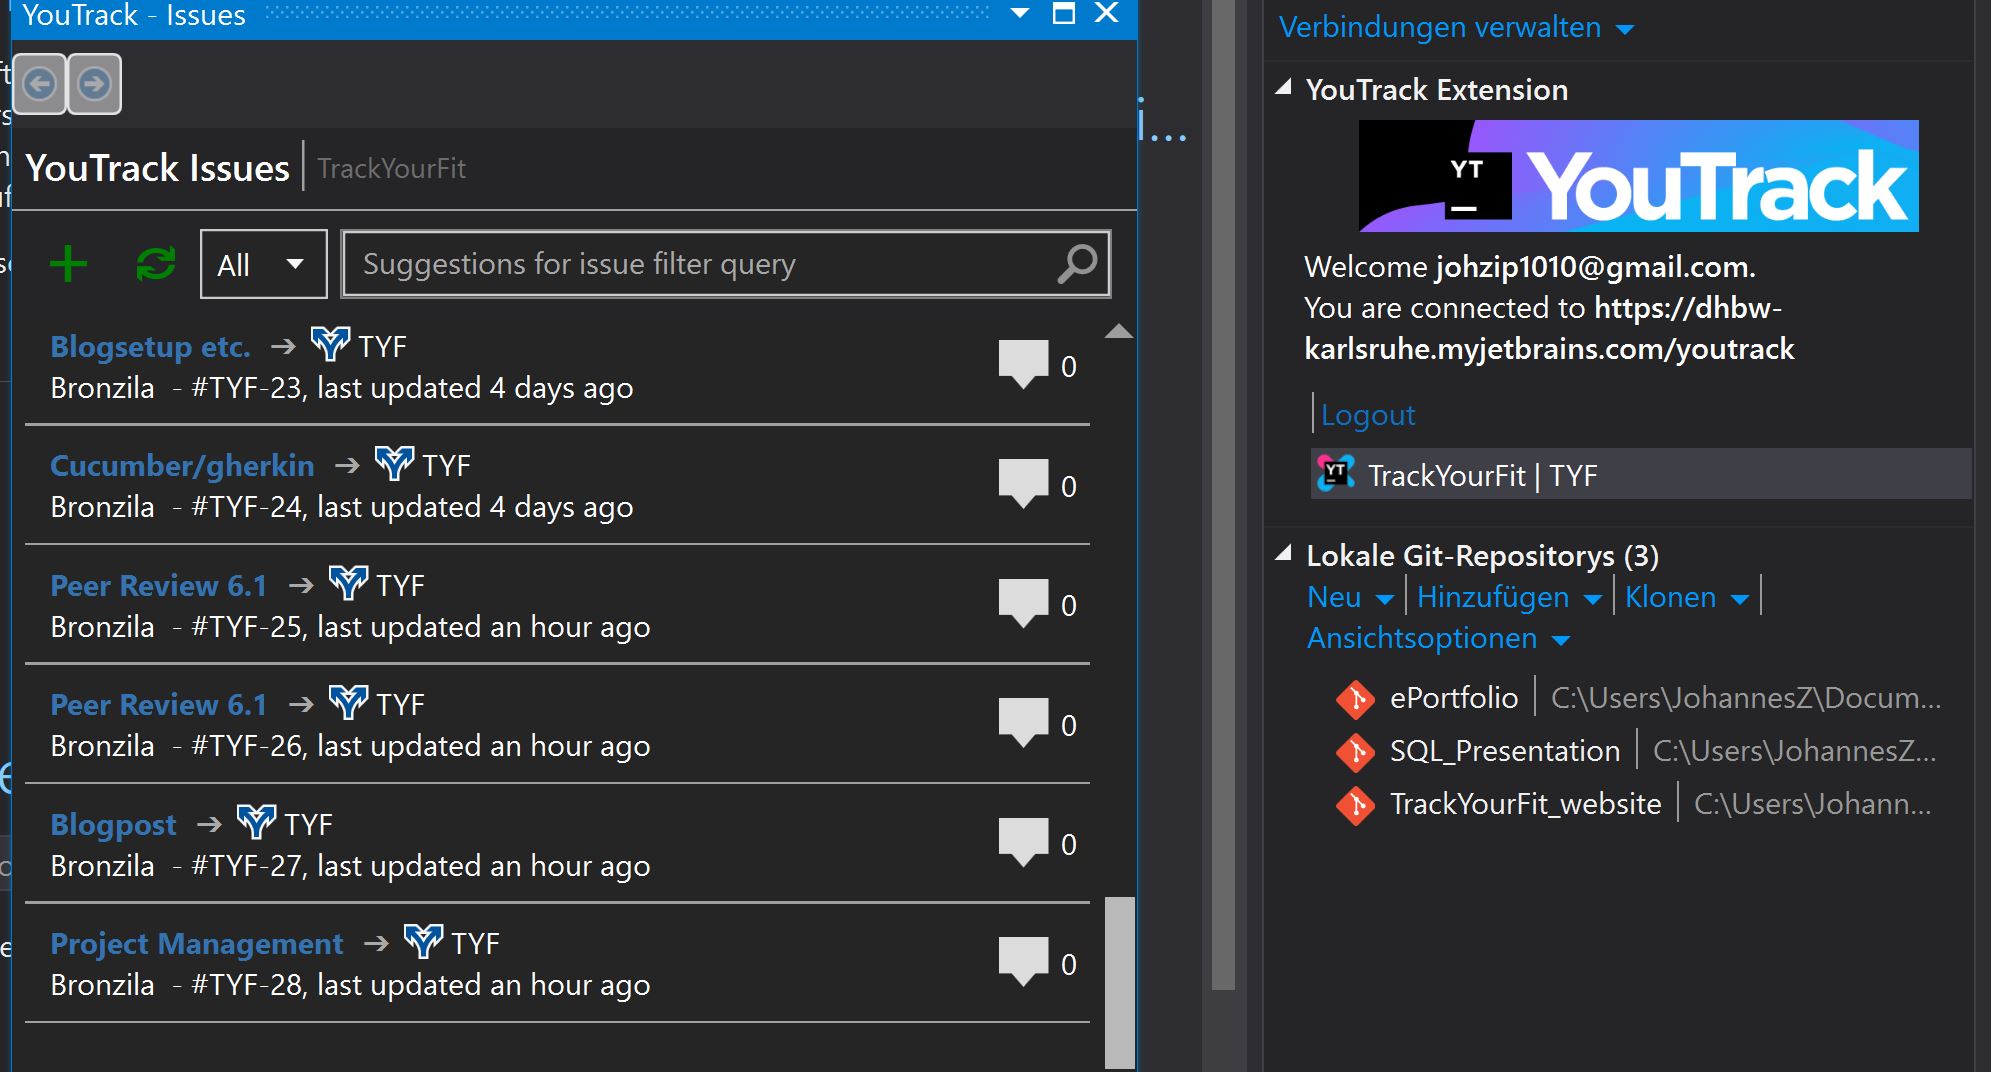 YouTrack - Issues
YouTrack Issues
TrackYourFit
All
Suggestions for issue filter query
Blogsetup etc. → TYF
0
Bronzila - #TYF-23, last updated 4 days ago
Cucumber/gherkin → TYF
0
Bronzila - #TYF-24, last updated 4 days ago
Peer Review 6.1 → TYF
0
Bronzila - #TYF-25, last updated an hour ago
Peer Review 6.1 → TYF
0
Bronzila - #TYF-26, last updated an hour ago
Blogpost → TYF
0
Bronzila - #TYF-27, last updated an hour ago
Project Management → TYF
0
Bronzila - #TYF-28, last updated an hour ago
i...
Verbindungen verwalten
YouTrack Extension
YT
YouTrack
Welcome johzip1010@gmail.com.
You are connected to https://dhbw-
karlsruhe.myjetbrains.com/youtrack
Logout
YT
TrackYourFit | TYF
Lokale Git-Repositorys (3)
Neu
Hinzufügen
Klonen
Ansichtsoptionen
ePortfolio
C:\Users\JohannesZ\Docum...
SQL_Presentation
C:\Users\JohannesZ...
TrackYourFit_website
C:\Users\Johann...